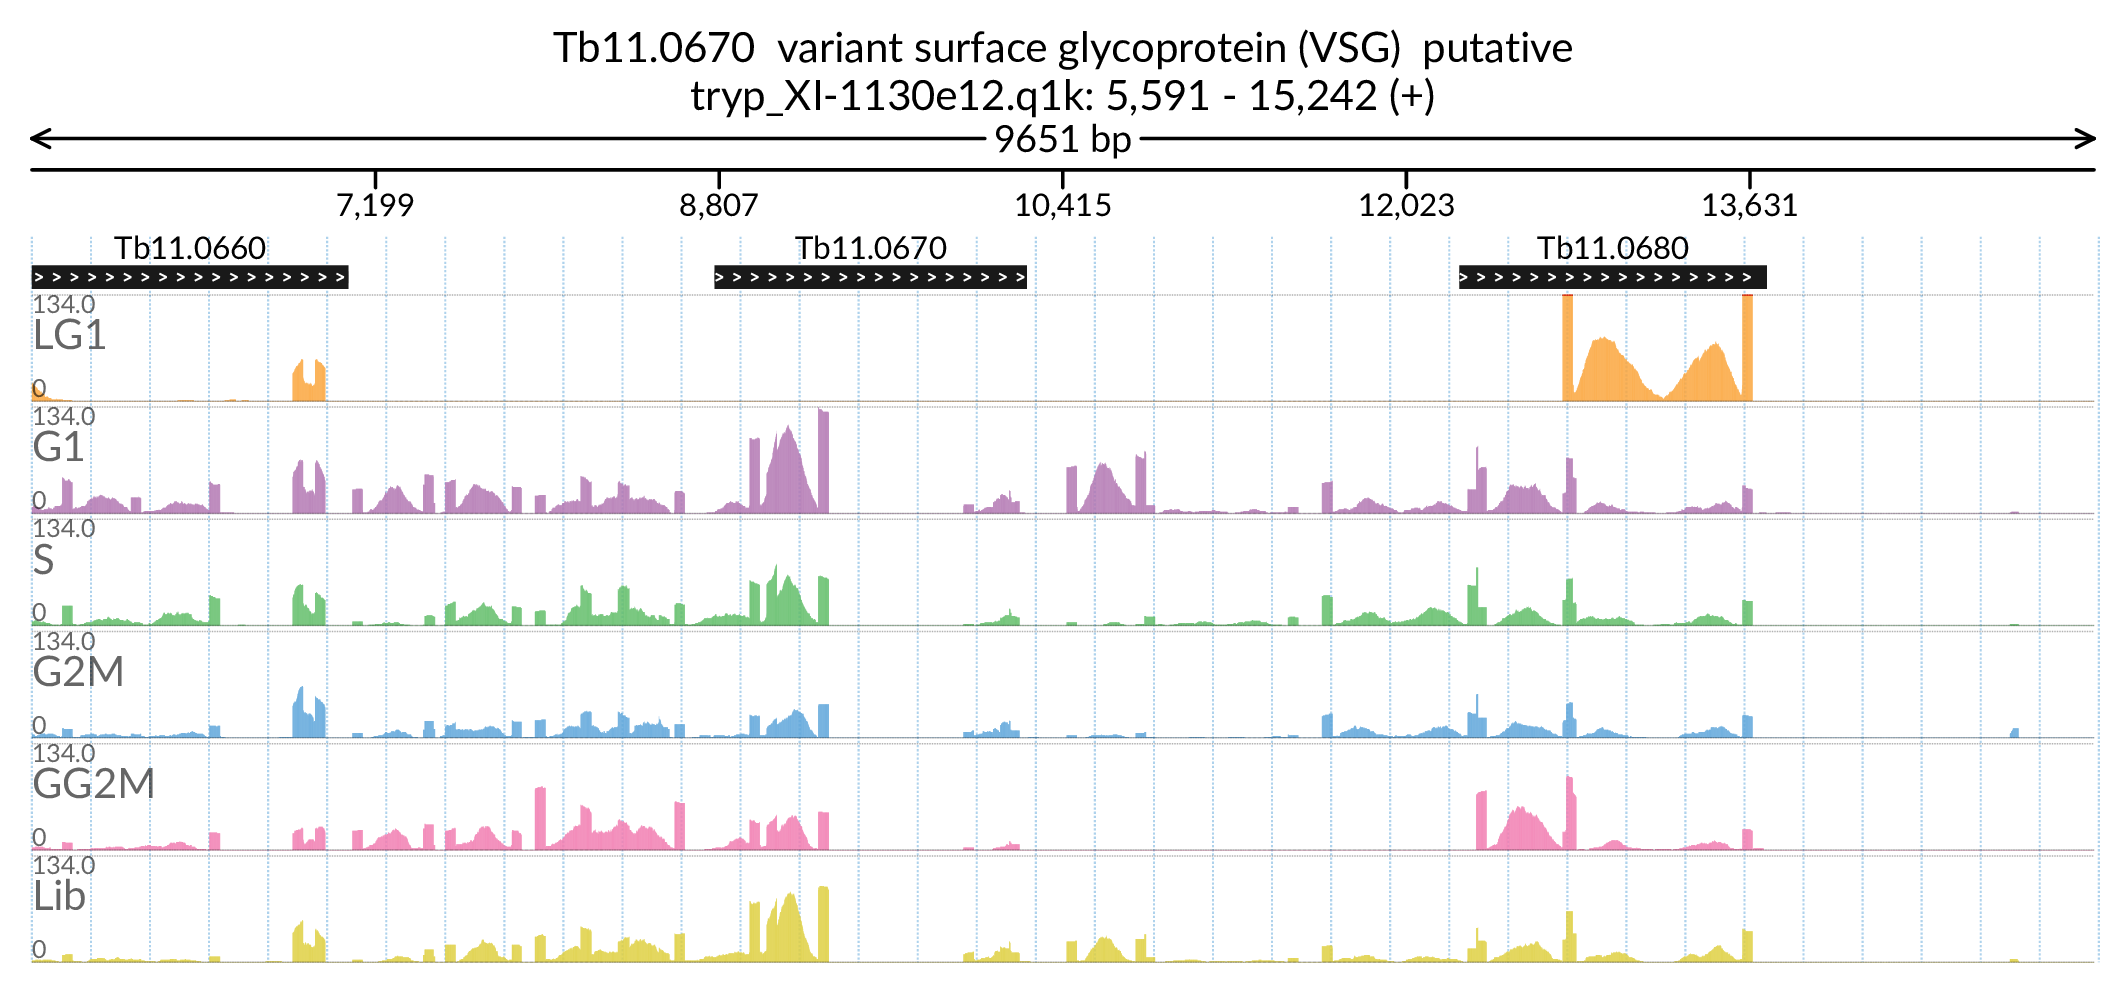 Tb11.0670 variant surface glycoprotein (VSG) putative
tryp_XI-1130e12.q1k: 5,591 - 15,242 (+)
9651 bp
7,199 8,807 10,415 12,023 13,631
Tb11.0660 Tb11.0670 Tb11.0680
134.0
LG1
0
134.0
G1
0
134.0
S
0
134.0
G2M
0
134.0
GG2M
0
134.0
Lib
0